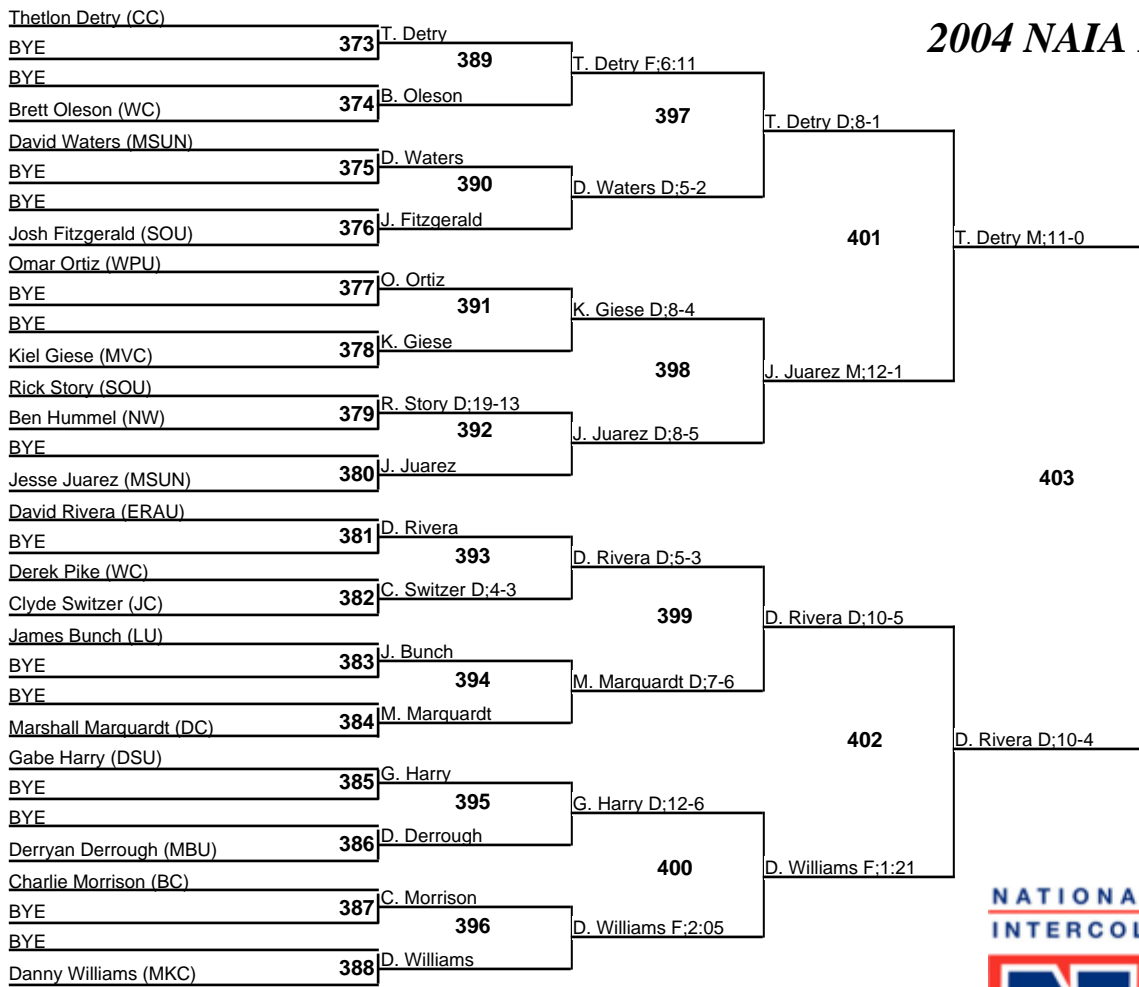 Thetlon Detry (CC)
BYE
BYE
Brett Oleson (WC)
David Waters (MSUN)
BYE
BYE
Josh Fitzgerald (SOU)
Omar Ortiz (WPU)
BYE
BYE
Kiel Giese (MVC)
Rick Story (SOU)
Ben Hummel (NW)
BYE
Jesse Juarez (MSUN)
David Rivera (ERAU)
BYE
Derek Pike (WC)
Clyde Switzer (JC)
James Bunch (LU)
BYE
BYE
Marshall Marquardt (DC)
Gabe Harry (DSU)
BYE
BYE
Derryan Derrough (MBU)
Charlie Morrison (BC)
BYE
BYE
Danny Williams (MKC)
373
374
375
376
377
378
379
380
381
382
383
384
385
386
387
388
T. Detry
B. Oleson
D. Waters
J. Fitzgerald
O. Ortiz
K. Giese
R. Story D;19-13
J. Juarez
D. Rivera
C. Switzer D;4-3
J. Bunch
M. Marquardt
G. Harry
D. Derrough
C. Morrison
D. Williams
389
390
391
392
393
394
395
396
T. Detry F;6:11
D. Waters D;5-2
K. Giese D;8-4
J. Juarez D;8-5
D. Rivera D;5-3
M. Marquardt D;7-6
G. Harry D;12-6
D. Williams F;2:05
397
398
399
400
T. Detry D;8-1
J. Juarez M;12-1
D. Rivera D;10-5
D. Williams F;1:21
401
402
T. Detry M;11-0
D. Rivera D;10-4
403
2004 NAIA
NATIONA
INTERCOL